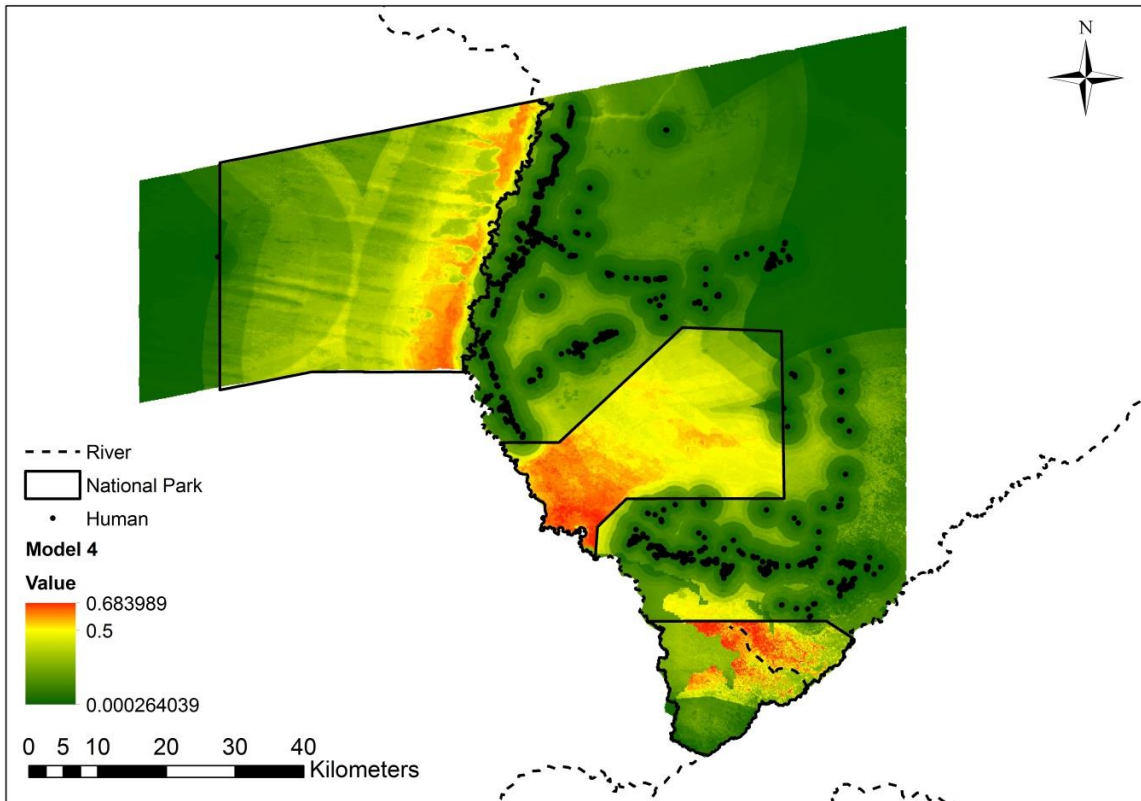 N
River
National Park
Human
Model 4
Value
0.683989
0.5
0.000264039
0 5 10 20 30 40
Kilometers